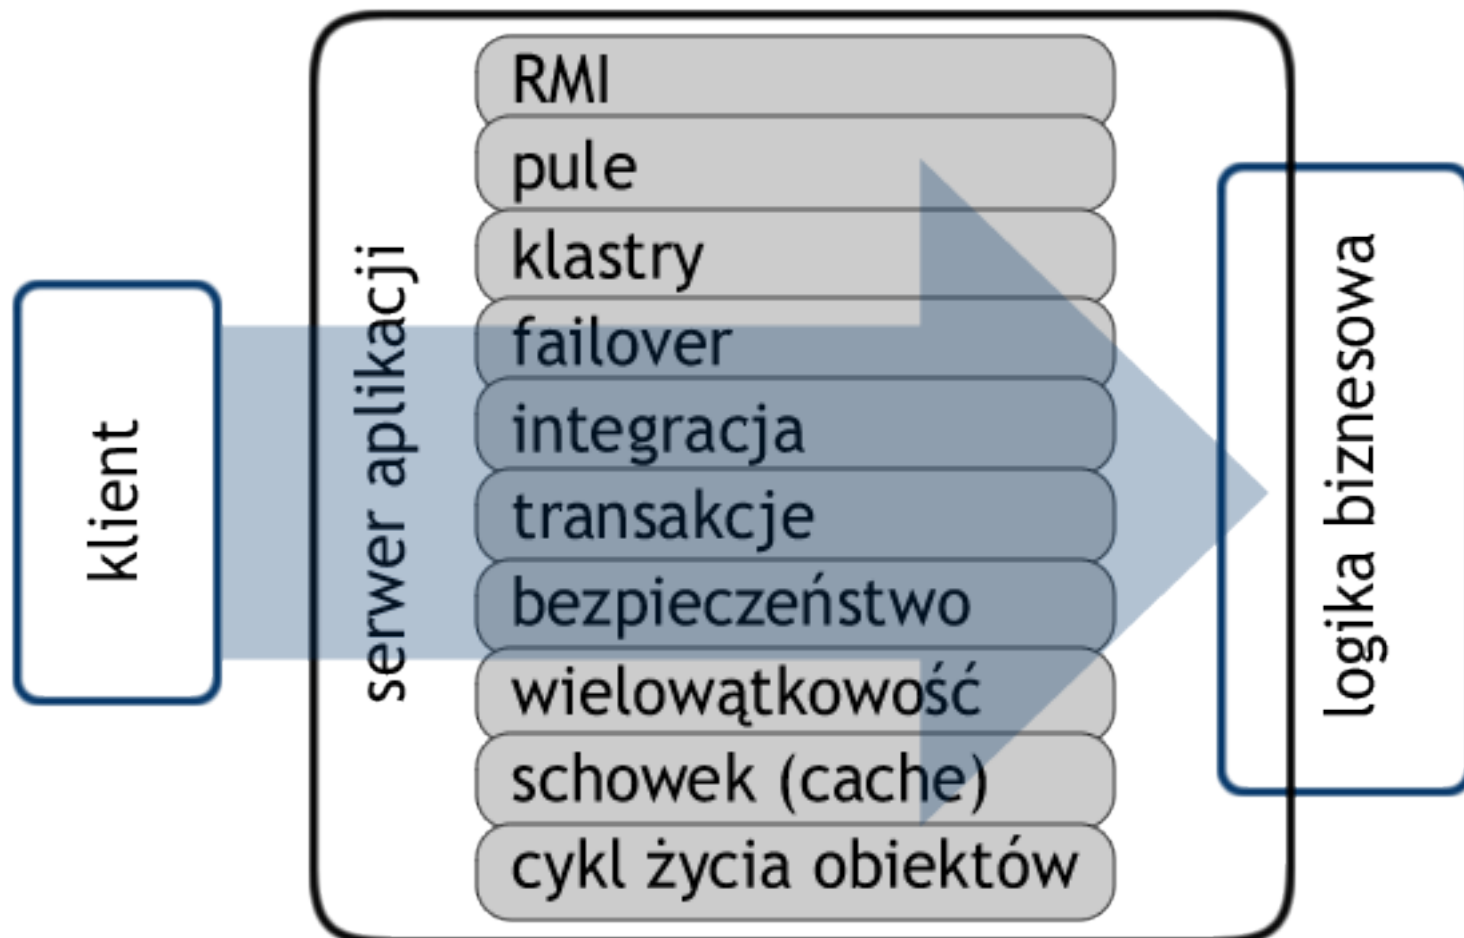 klient
serwer aplikacji
RMI
pule
klastry
failover
integracja
transakcje
bezpieczeństwo
wielowątkowość
schowek (cache)
cykl życia obiektów
logika biznesowa